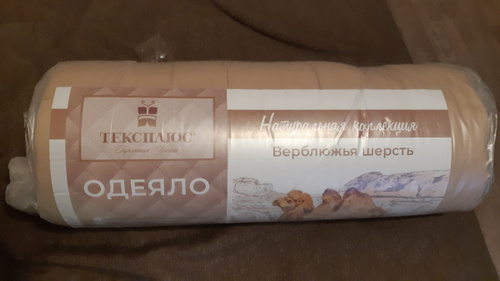 ТЕКСПЛЮС
ОДЕЯЛО
Натуральная коллекция
Верблюжья шерсть